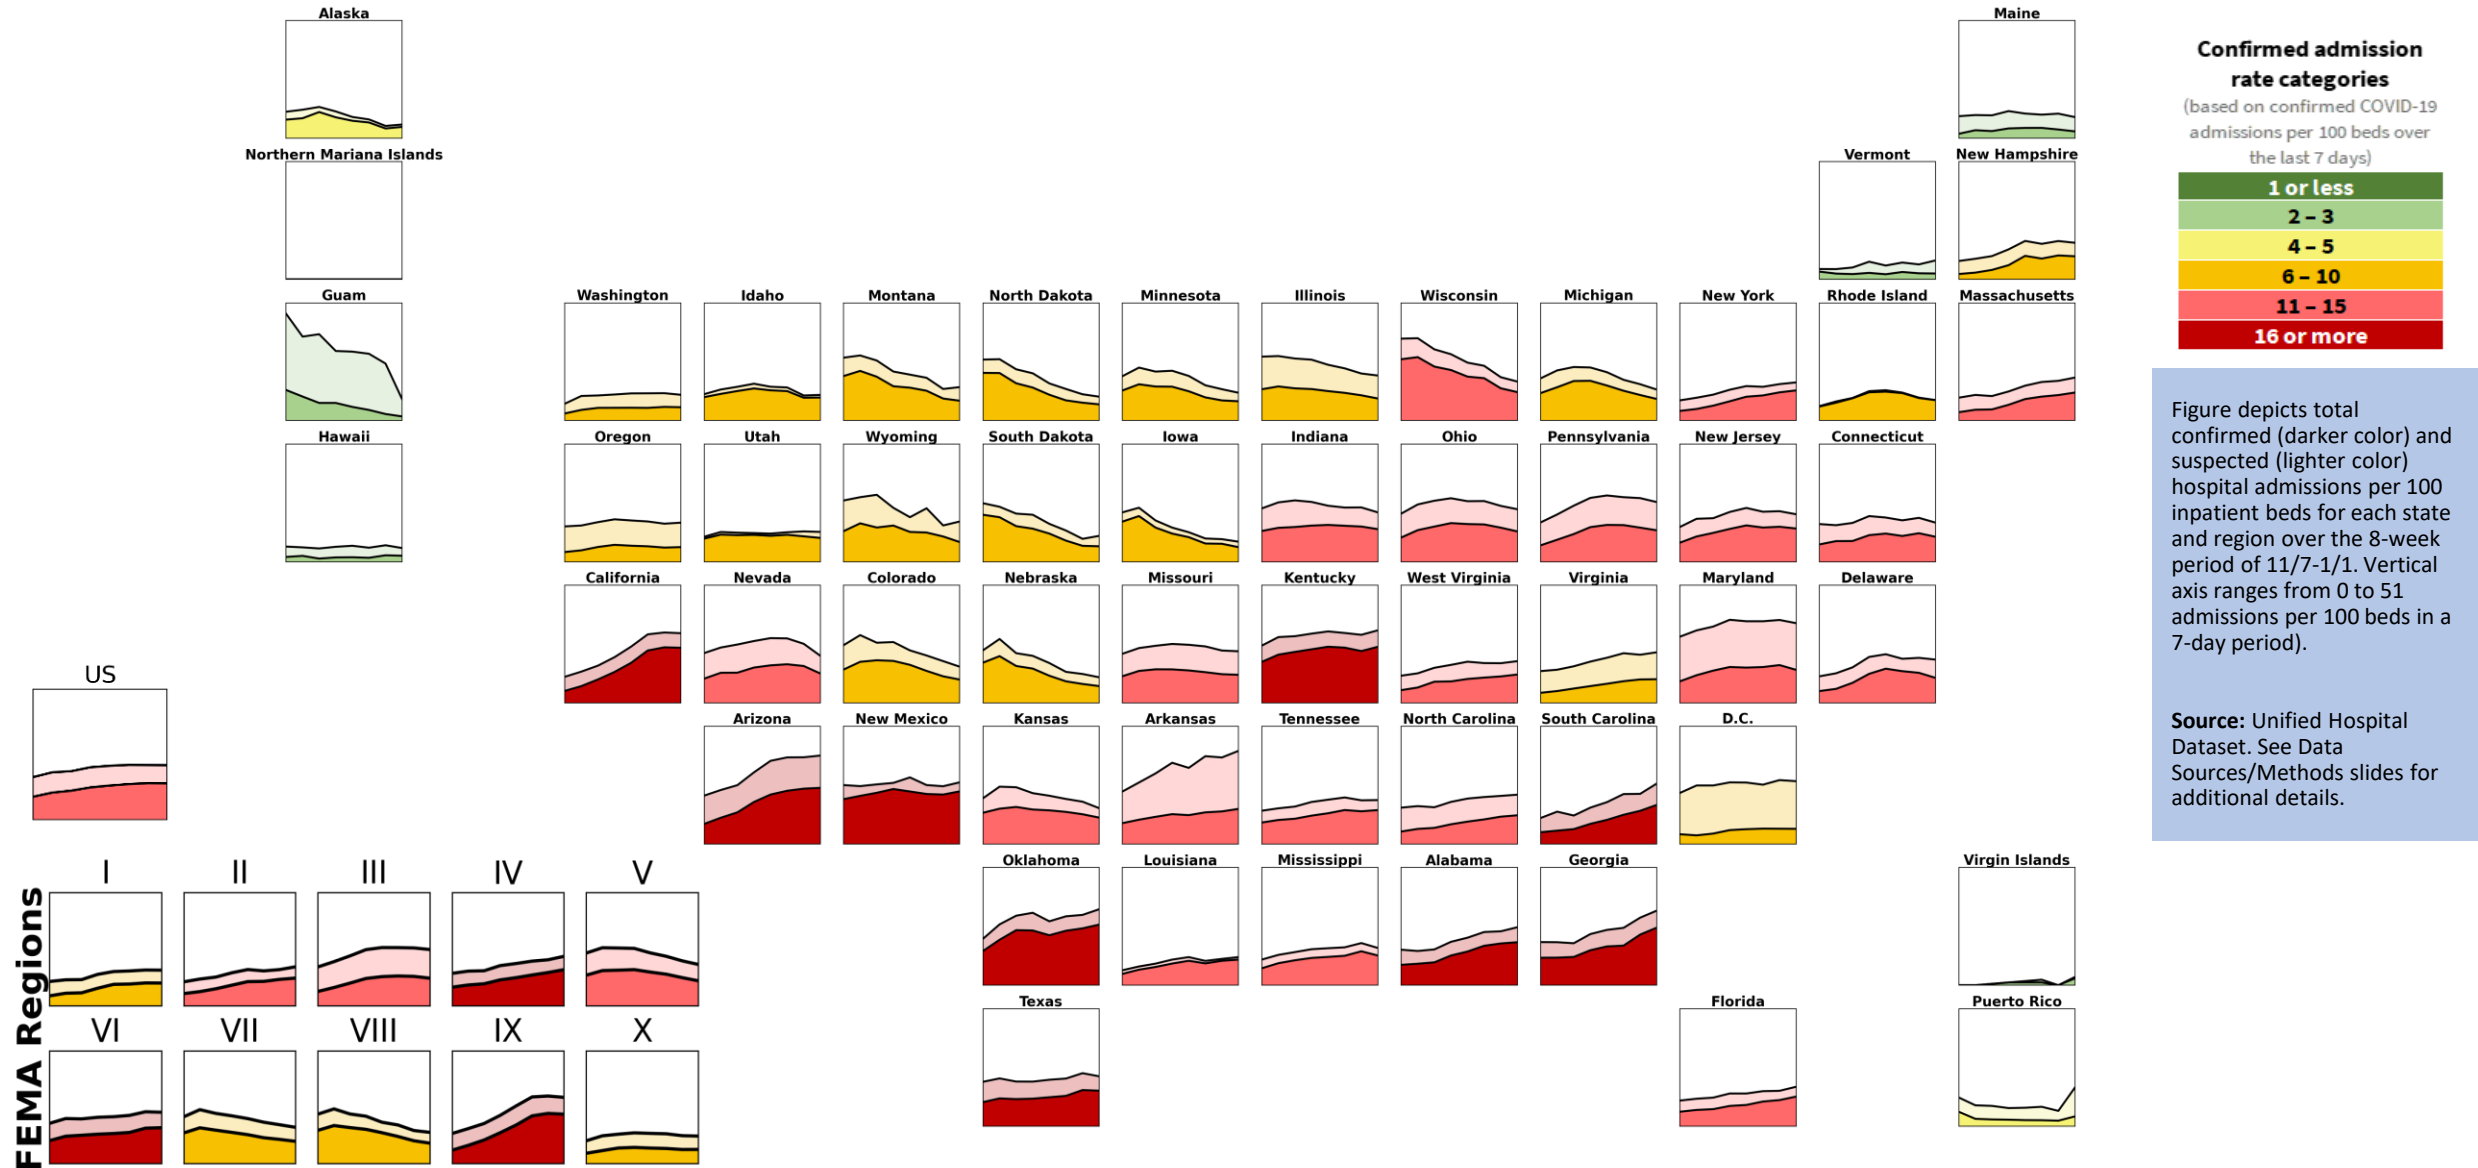 Alaska
Maine
Northern Mariana Islands
Vermont
New Hampshire
Guam
Washington
Idaho
Montana
North Dakota
Minnesota
Illinois
Wisconsin
Michigan
New York
Rhode Island
Massachusetts
Hawaii
Oregon
Utah
Wyoming
South Dakota
Iowa
Indiana
Ohio
Pennsylvania
New Jersey
Connecticut
California
Nevada
Colorado
Nebraska
Missouri
Kentucky
West Virginia
Virginia
Maryland
Delaware
US
Arizona
New Mexico
Kansas
Arkansas
Tennessee
North Carolina
South Carolina
D.C.
Oklahoma
Louisiana
Mississippi
Alabama
Georgia
Virgin Islands
Texas
Florida
Puerto Rico
FEMA Regions
I
II
III
IV
V
VI
VII
VIII
IX
X
Confirmed admission
rate categories
(based on confirmed COVID-19
admissions per 100 beds over
the last 7 days)
1 or less
2 – 3
4 – 5
6 – 10
11 – 15
16 or more
Figure depicts total
confirmed (darker color) and
suspected (lighter color)
hospital admissions per 100
inpatient beds for each state
and region over the 8-week
period of 11/7-1/1. Vertical
axis ranges from 0 to 51
admissions per 100 beds in a
7-day period).
Source: Unified Hospital
Dataset. See Data
Sources/Methods slides for
additional details.